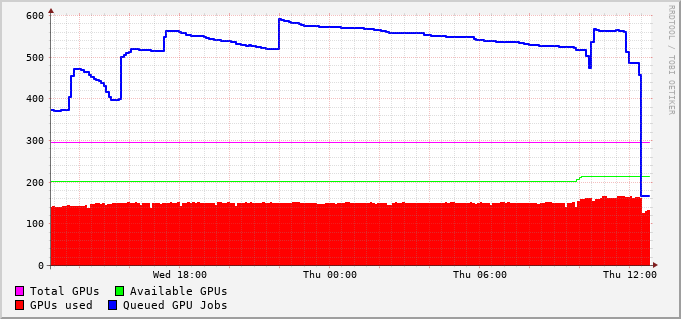 600
500
400
300
200
100
0
Wed 18:00 Thu 00:00 Thu 06:00 Thu 12:00
Total GPUs Available GPUs
GPUs used Queued GPU Jobs
RRDTOOL / TOBI OETIKER